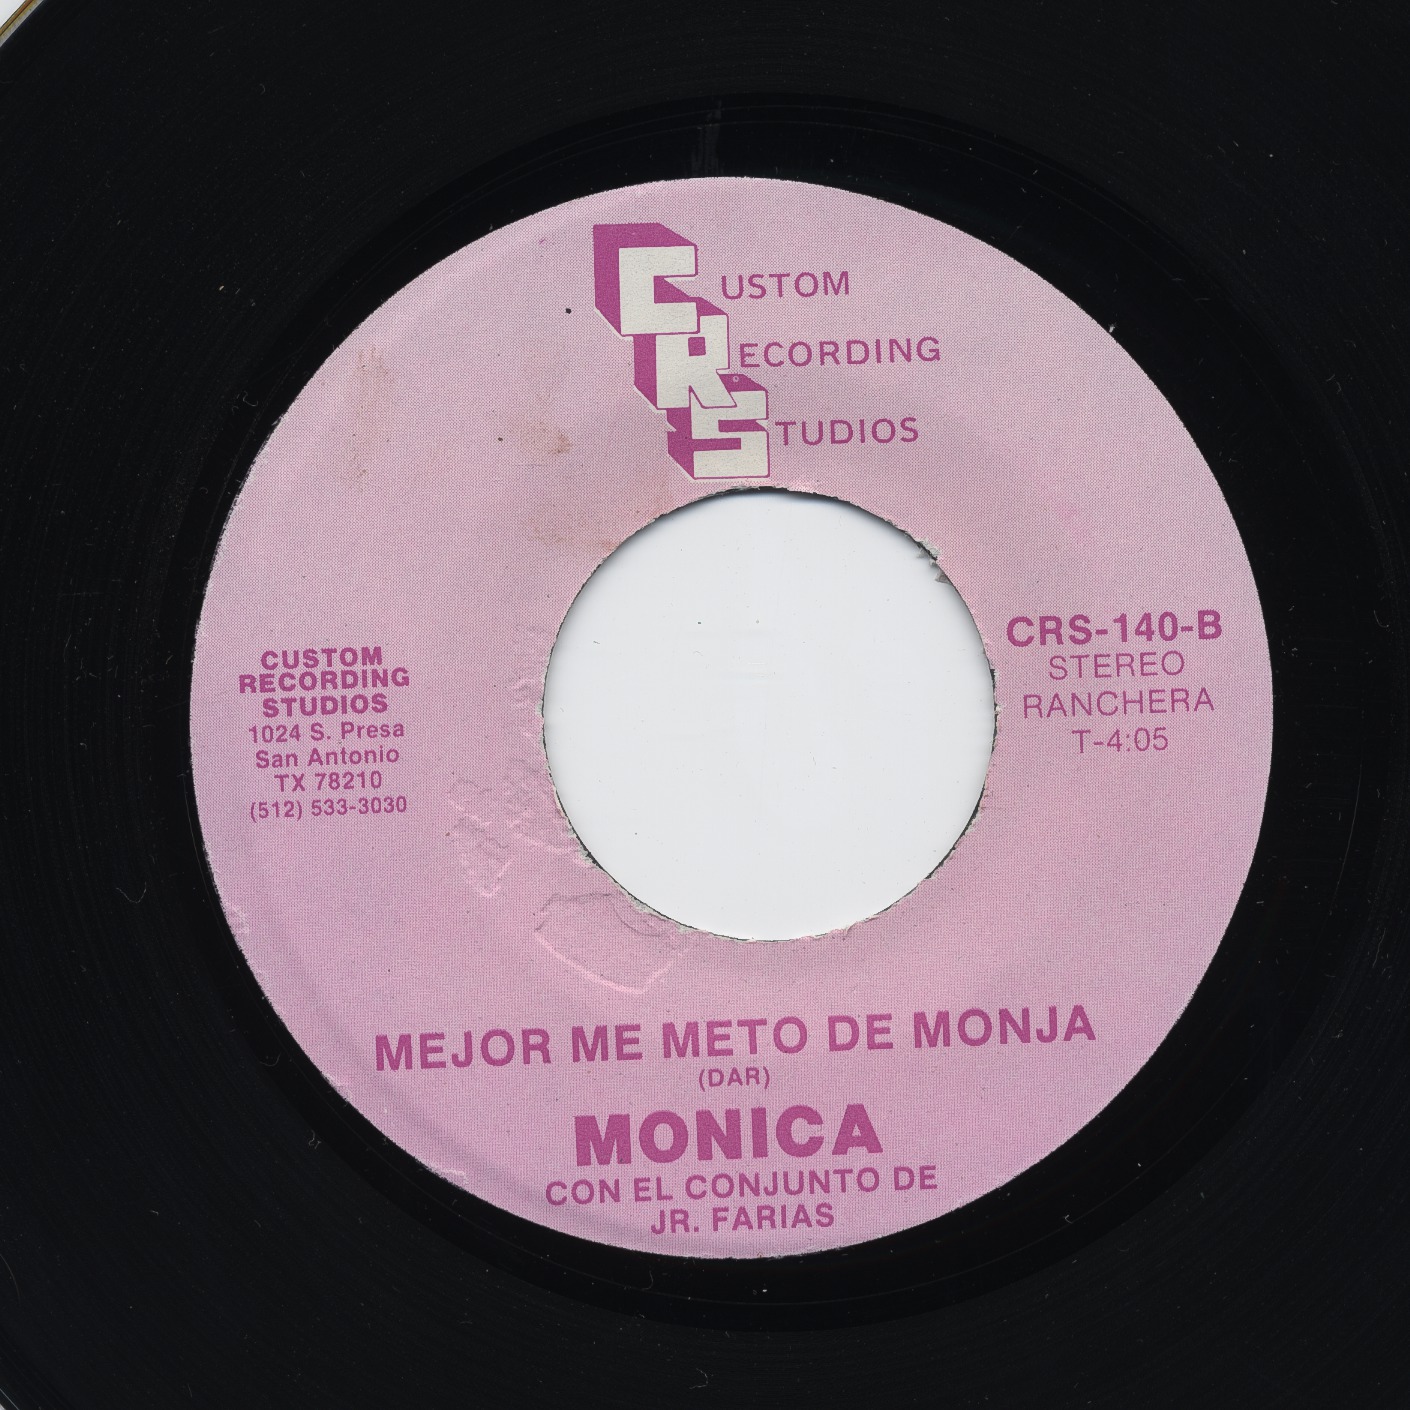 CUSTOM
RECORDING
STUDIOS
CUSTOM
RECORDING
STUDIOS
1024 S. Presa
San Antonio
TX 78210
(512) 533-3030
CRS-140-B
STEREO
RANCHERA
T-4:05
MEJOR ME METO DE MONJA
(DAR)
MONICA
CON EL CONJUNTO DE
JR. FARIAS